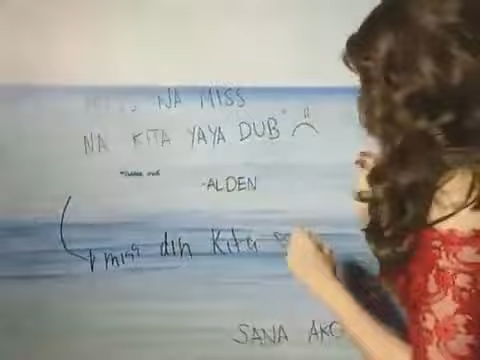 NA MISS
NA KITA YAYA DUB
-ALDEN
I miss din kita
SANA AKO